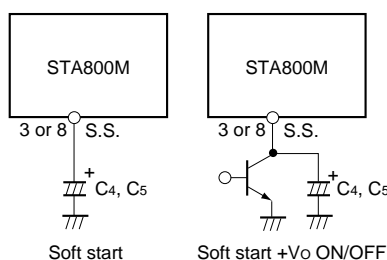 STA800M
3 or 8 S.S.
+
C4, C5
Soft start
STA800M
3 or 8 S.S.
+
C4, C5
Soft start +VO ON/OFF